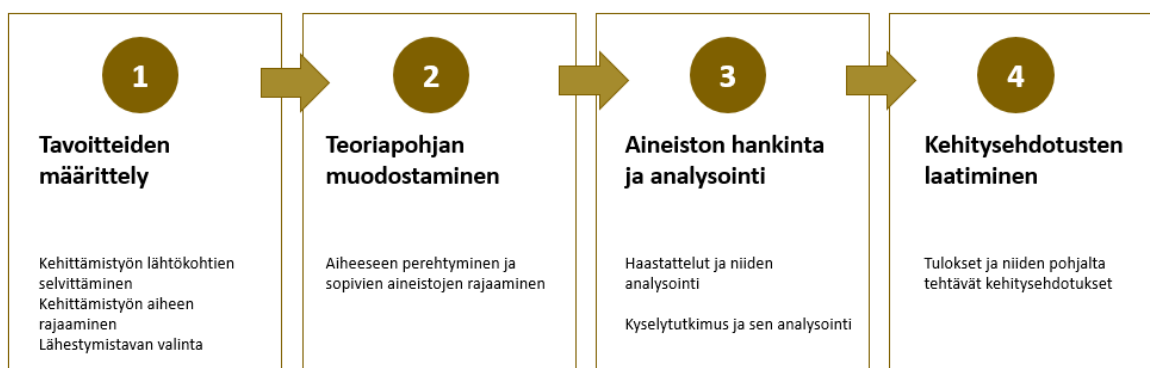 1
Tavoitteiden
määrittely
Kehittämistyön lähtökohtien
selvittäminen
Kehittämistyön aiheen
rajaaminen
Lähestymistavan valinta
2
Teoriapohjan
muodostaminen
Aiheeseen perehtyminen ja
sopivien aineistojen rajaaminen
3
Aineiston hankinta
ja analysointi
Haastattelut ja niiden
analysointi
Kyselytutkimus ja sen analysointi
4
Kehitysehdotusten
laatiminen
Tulokset ja niiden pohjalta
tehtävät kehitysehdotukset